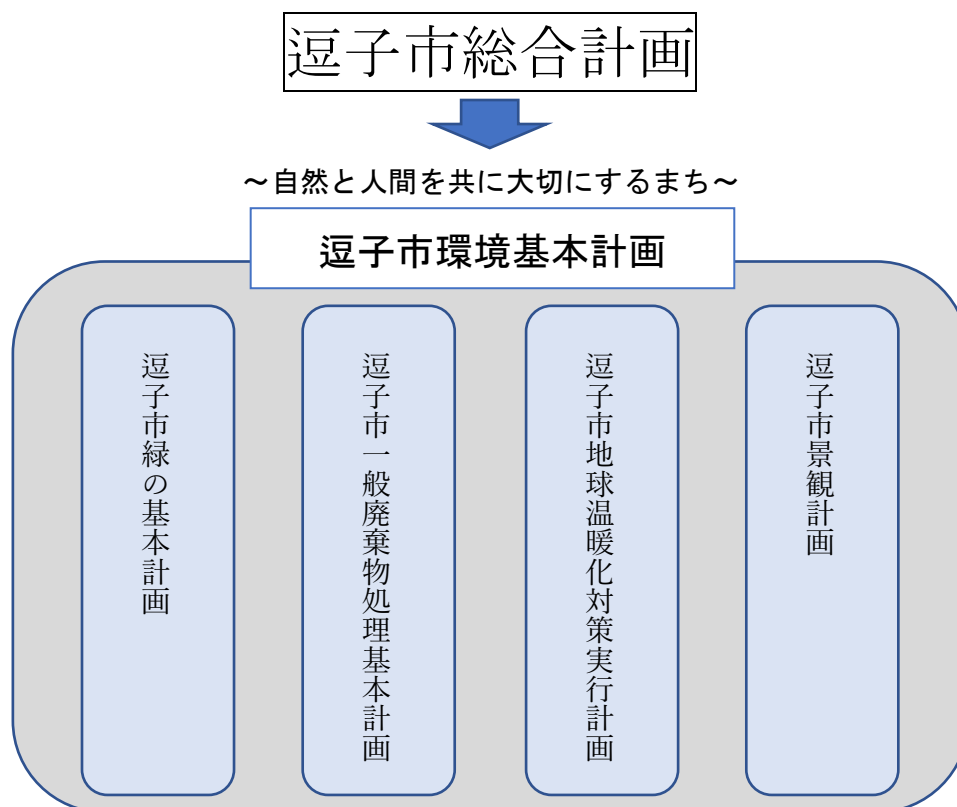 逗子市総合計画
～自然と人間を共に大切にするまち～
逗子市環境基本計画
逗子市緑の基本計画
逗子市一般廃棄物処理基本計画
逗子市地球温暖化対策実行計画
逗子市景観計画